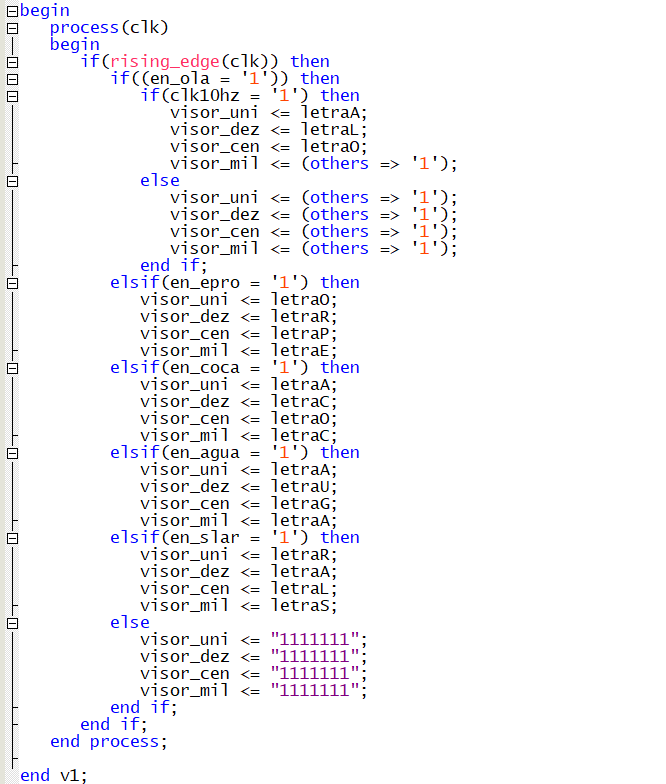 begin
process(clk)
begin
if(rising_edge(clk)) then
if((en_ola = '1')) then
if(clk10hz = '1') then
visor_uni <= letraA;
visor_dez <= letraL;
visor_cen <= letraO;
visor_mil <= (others => '1');
else
visor_uni <= (others => '1');
visor_dez <= (others => '1');
visor_cen <= (others => '1');
visor_mil <= (others => '1');
end if;
elsif(en_epro = '1') then
visor_uni <= letraO;
visor_dez <= letraR;
visor_cen <= letraP;
visor_mil <= letraE;
elsif(en_coca = '1') then
visor_uni <= letraA;
visor_dez <= letraC;
visor_cen <= letraO;
visor_mil <= letraC;
elsif(en_agua = '1') then
visor_uni <= letraA;
visor_dez <= letraU;
visor_cen <= letraG;
visor_mil <= letraA;
elsif(en_slar = '1') then
visor_uni <= letraR;
visor_dez <= letraA;
visor_cen <= letraL;
visor_mil <= letraS;
else
visor_uni <= "1111111";
visor_dez <= "1111111";
visor_cen <= "1111111";
visor_mil <= "1111111";
end if;
end if;
end process;
end v1;